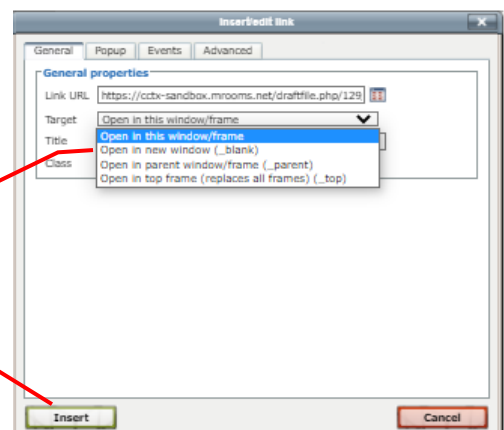 Insert/edit link
General Popup Events Advanced
General properties
Link URL https://cctx-sandbox.mrooms.net/draftfile.php/129
Target Open in this window/frame
Open in this window/frame
Title
Open in new window (_blank)
Class
Open in parent window/frame (_parent)
Open in top frame (replaces all frames) (_top)
Insert Cancel